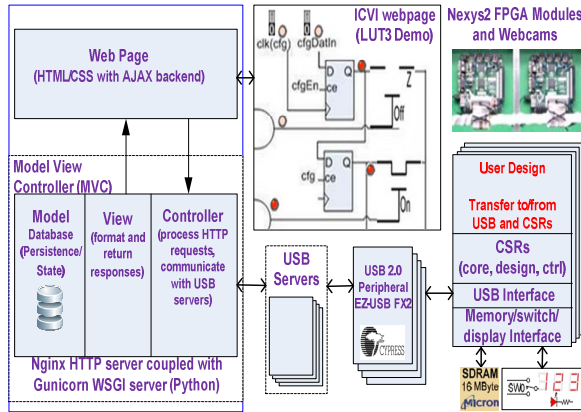 Web Page
(HTML/CSS with AJAX backend)
Model View
Controller (MVC)
Model
Database
(Persistence/
State)
View
(format and
return
responses)
Controller
(process HTTP
requests,
communicate
with USB
servers)
Nginx HTTP server coupled with
Gunicorn WSGI server (Python)
ICVI webpage
(LUT3 Demo)
clk(cfg)
cfgDatIn
cfgEn
D
Q
ce
Z
Off
D
Q
cfg
ce
On
USB
Servers
USB 2.0
Peripheral
EZ-USB FX2
CYPRESS
Nexys2 FPGA Modules
and Webcams
User Design
Transfer to/from
USB and CSRs
CSRs
(core, design, ctrl)
USB Interface
Memory/switch/
display Interface
SDRAM
16 MByte
Micron
SW0
123